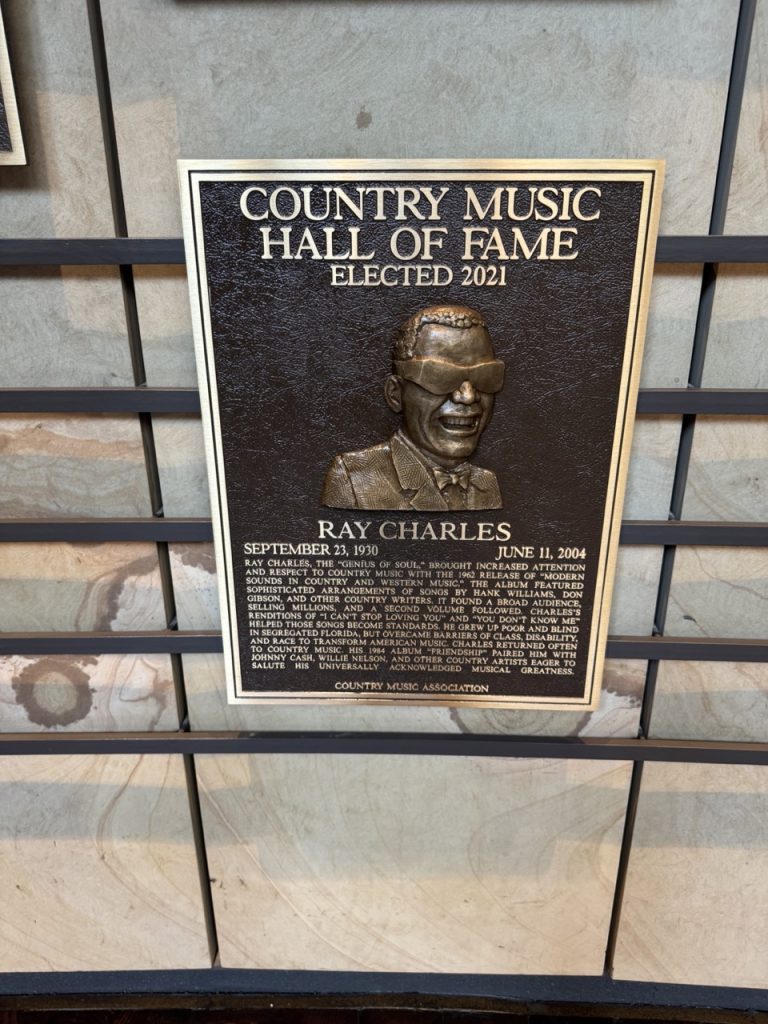 COUNTRY MUSIC
HALL OF FAME
ELECTED 2021
RAY CHARLES
SEPTEMBER 23, 1930 JUNE 11, 2004
RAY CHARLES, THE "GENIUS OF SOUL," BROUGHT INCREASED ATTENTION
AND RESPECT TO COUNTRY MUSIC WITH THE 1962 RELEASE OF "MODERN
SOUNDS IN COUNTRY AND WESTERN MUSIC." THE ALBUM FEATURED
SOPHISTICATED ARRANGEMENTS OF SONGS BY HANK WILLIAMS, DON
GIBSON, AND OTHER COUNTRY WRITERS. IT FOUND A BROAD AUDIENCE,
SELLING MILLIONS, AND A SECOND VOLUME FOLLOWED. CHARLES'S
RENDITIONS OF "I CAN'T STOP LOVING YOU" AND "YOU DON'T KNOW ME"
HELPED THOSE SONGS BECOME STANDARDS. HE GREW UP POOR AND BLIND
IN SEGREGATED FLORIDA, BUT OVERCAME BARRIERS OF CLASS, DISABILITY,
AND RACE TO TRANSFORM AMERICAN MUSIC. CHARLES RETURNED OFTEN
TO COUNTRY MUSIC. HIS 1984 ALBUM "FRIENDSHIP" PAIRED HIM WITH
JOHNNY CASH, WILLIE NELSON, AND OTHER COUNTRY ARTISTS EAGER TO
SALUTE HIS UNIVERSALLY ACKNOWLEDGED MUSICAL GREATNESS.
COUNTRY MUSIC ASSOCIATION